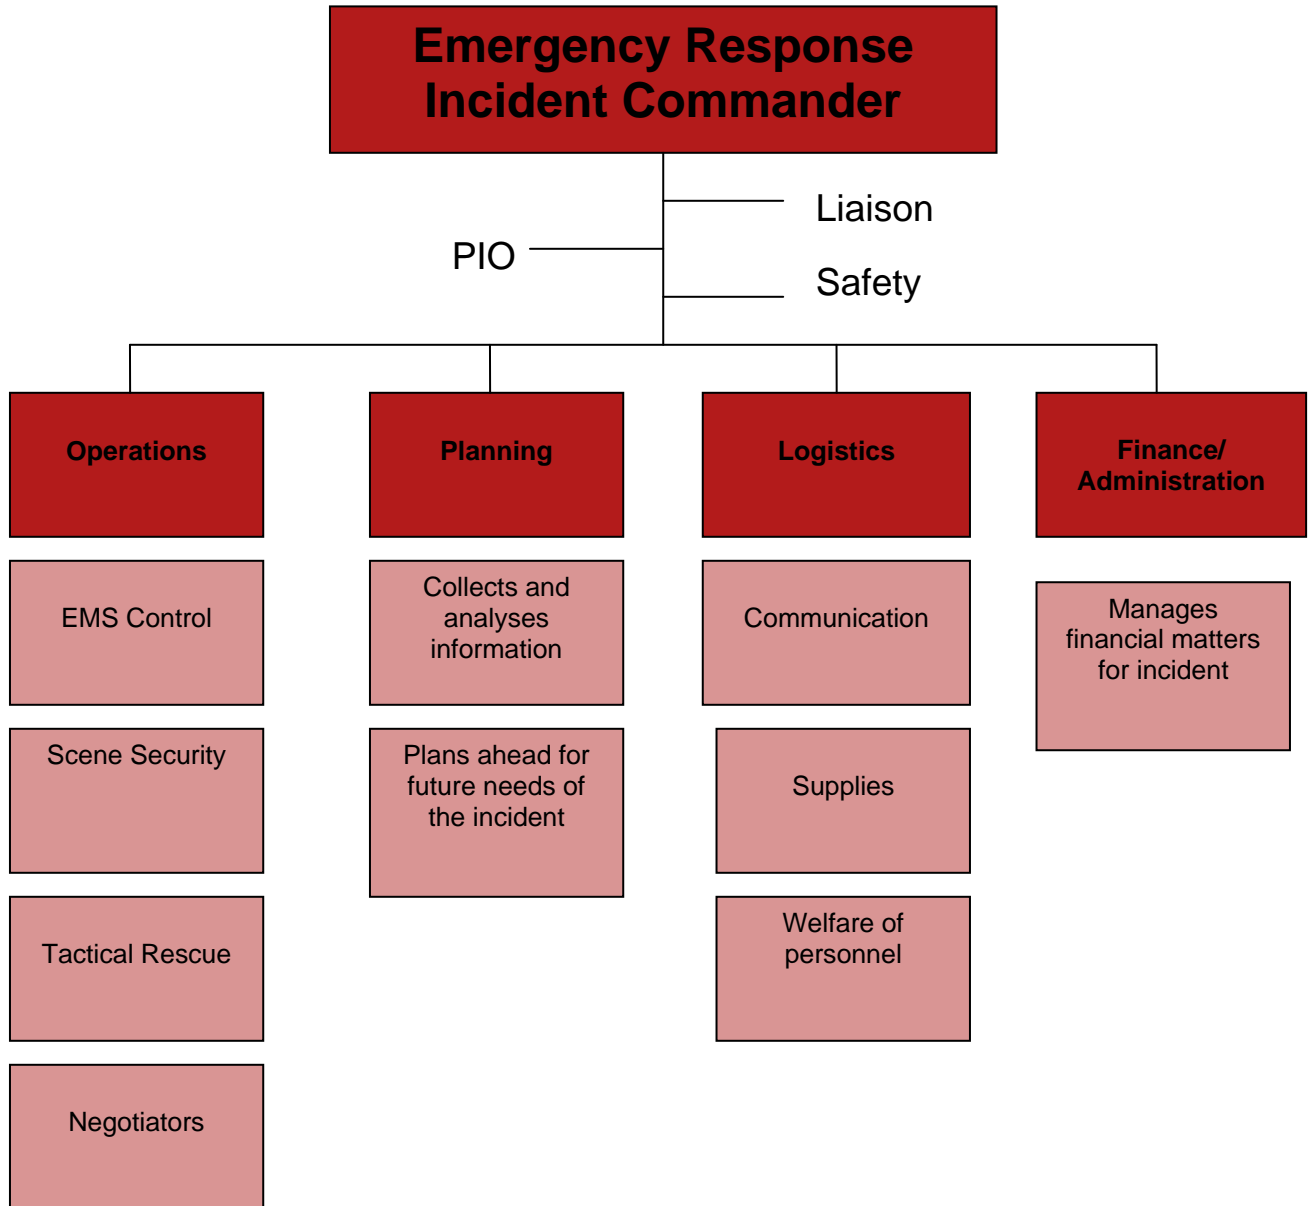 Emergency Response
Incident Commander
Liaison
PIO
Safety
Operations
Planning
Logistics
Finance/
Administration
EMS Control
Collects and
analyses
information
Communication
Manages
financial matters
for incident
Scene Security
Plans ahead for
future needs of
the incident
Supplies
Tactical Rescue
Welfare of
personnel
Negotiators